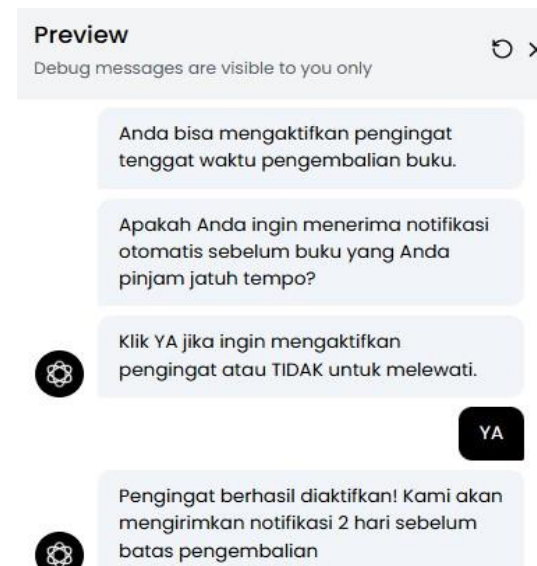 Preview
Debug messages are visible to you only
Anda bisa mengaktifkan pengingat
tenggat waktu pengembalian buku.
Apakah Anda ingin menerima notifikasi
otomatis sebelum buku yang Anda
pinjam jatuh tempo?
Klik YA jika ingin mengaktifkan
pengingat atau TIDAK untuk melewati.
YA
Pengingat berhasil diaktifkan! Kami akan
mengirimkan notifikasi 2 hari sebelum
batas pengembalian